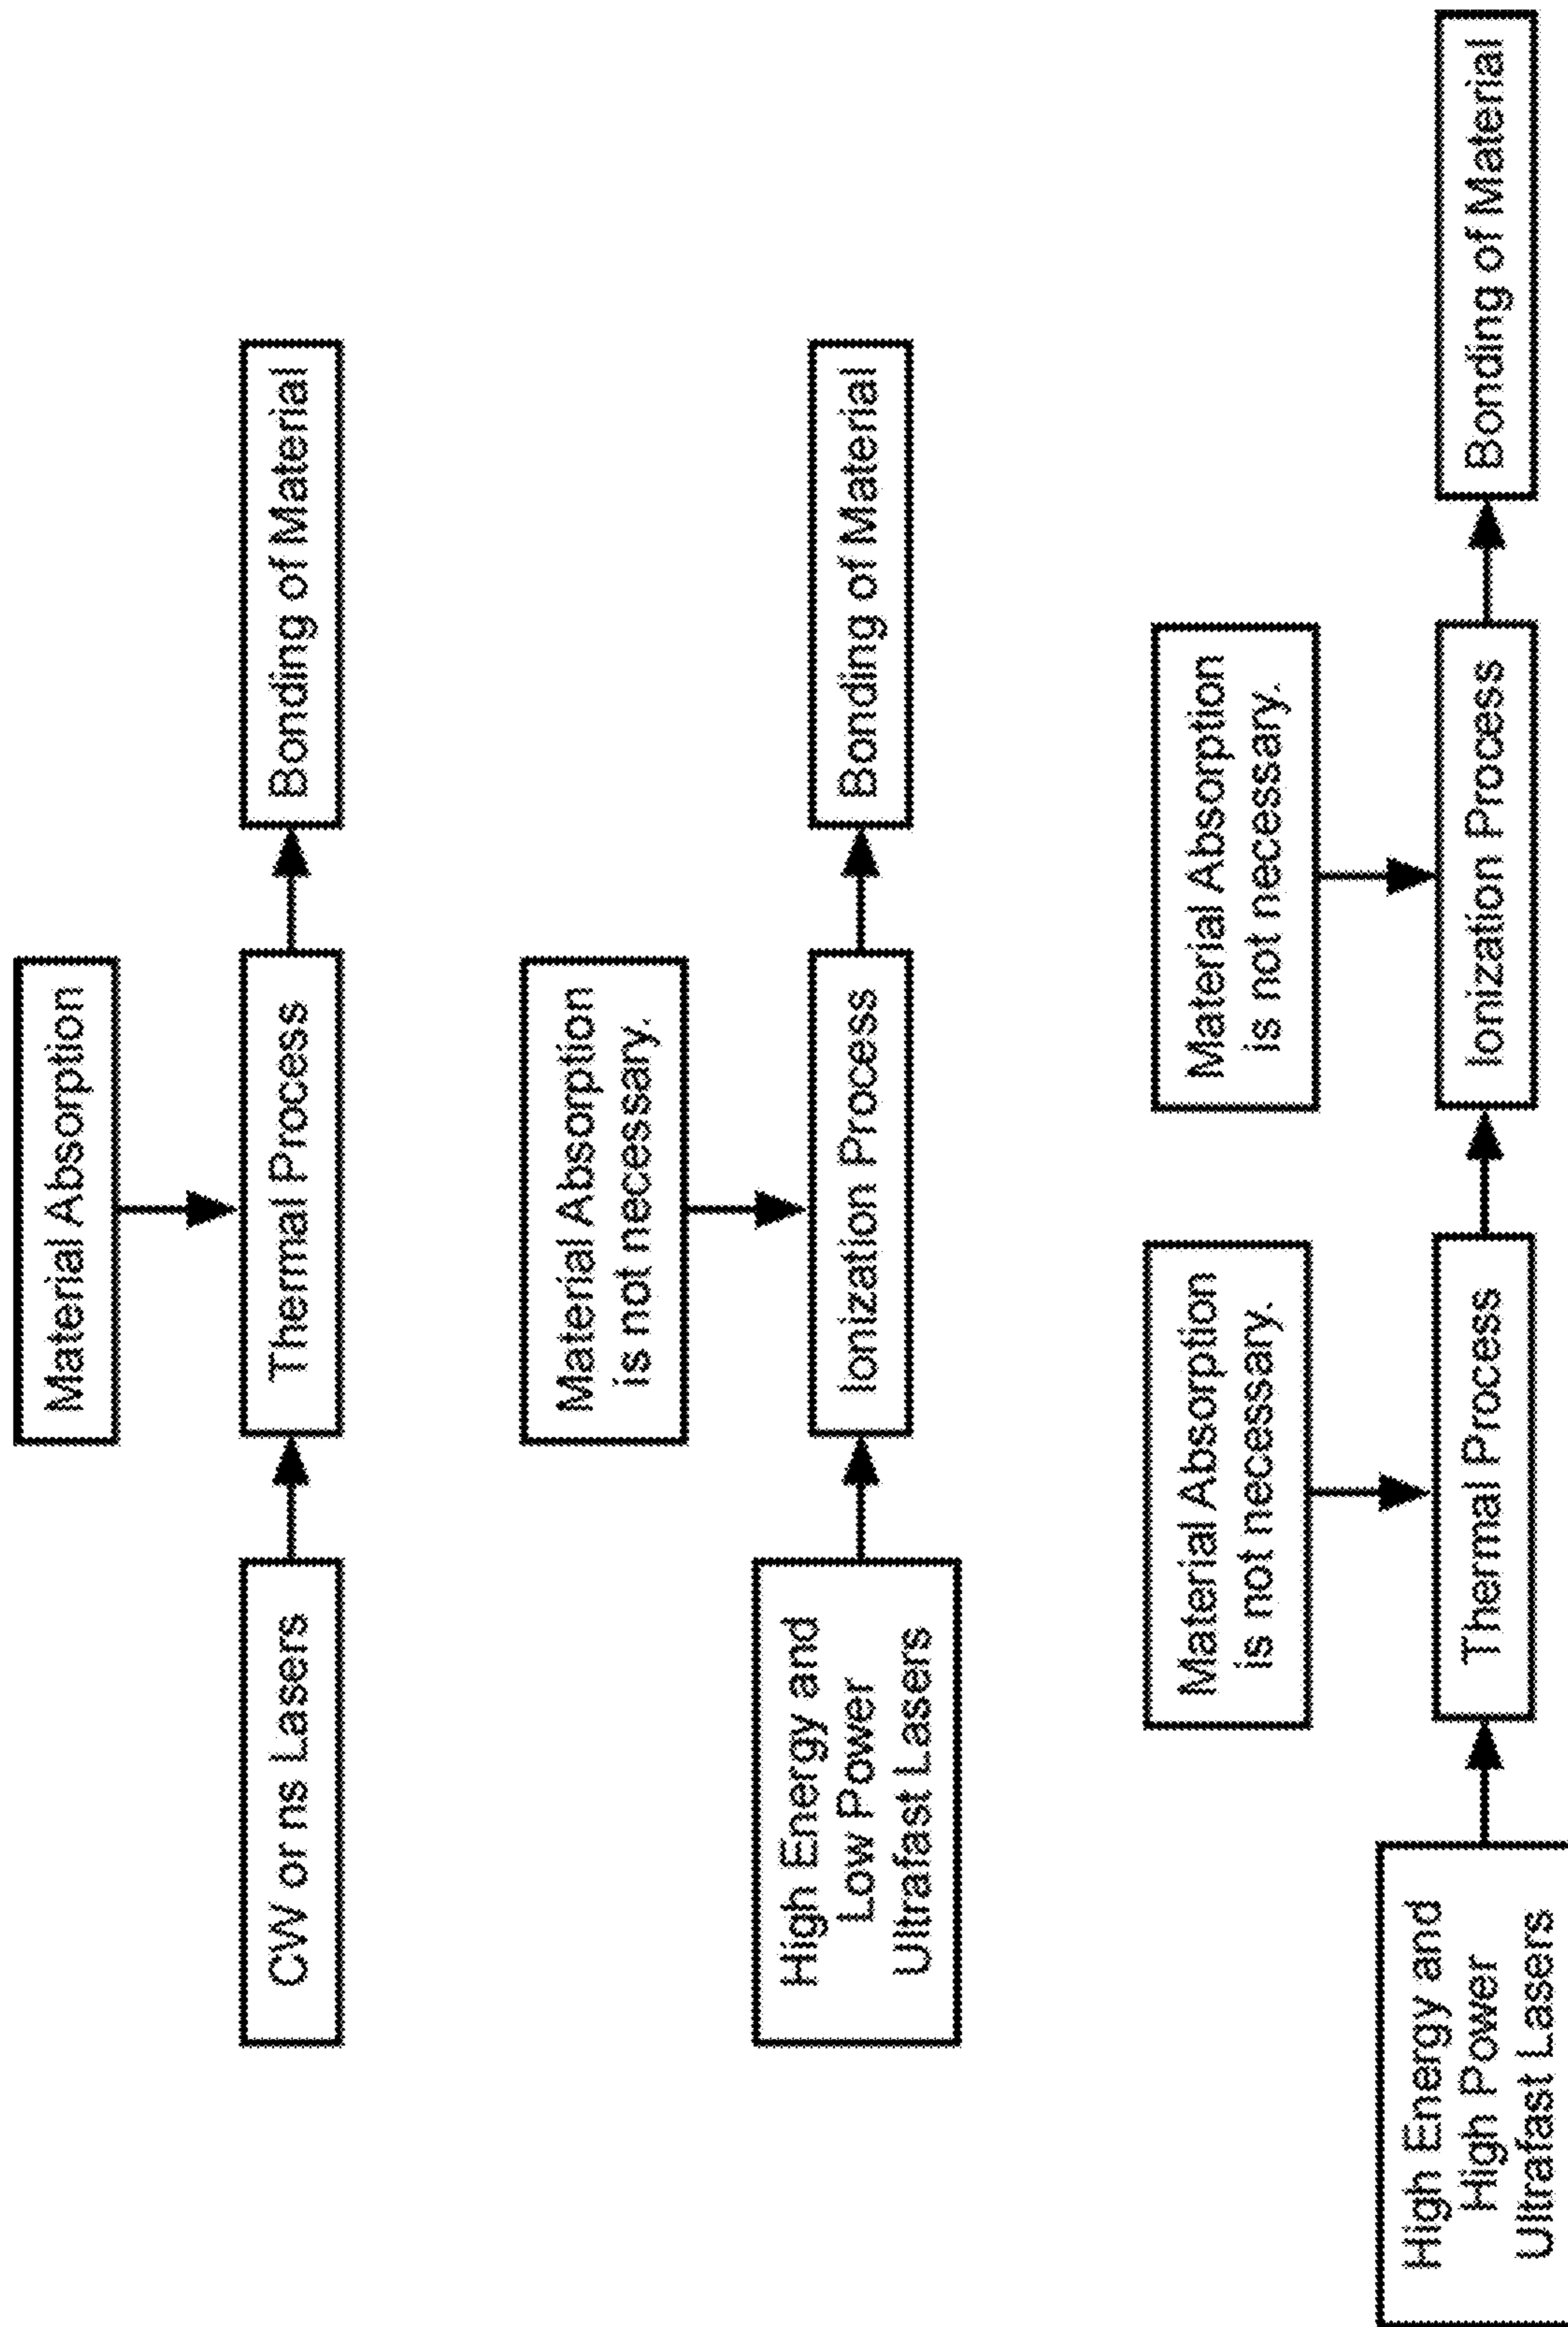 Material Absorption
CW or ns Lasers
Thermal Process
Bonding of Material
Material Absorption
is not necessary.
High Energy and
Low Power
Ultrafast Lasers
Ionization Process
Bonding of Material
Material Absorption
is not necessary.
Material Absorption
is not necessary.
High Energy and
High Power
Ultrafast Lasers
Thermal Process
Ionization Process
Bonding of Material